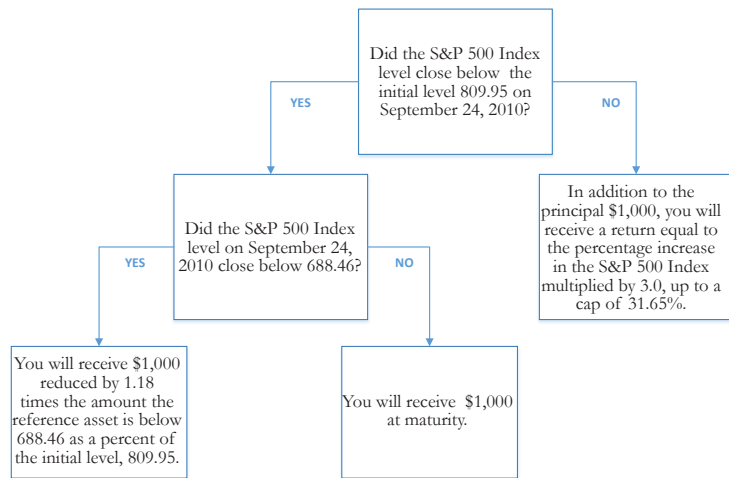 Did the S&P 500 Index
level close below the
initial level 809.95 on
September 24, 2010?
YES
NO
Did the S&P 500 Index
level on September 24,
2010 close below 688.46?
In addition to the
principal $1,000, you will
receive a return equal to
the percentage increase
in the S&P 500 Index
multiplied by 3.0, up to a
cap of 31.65%.
YES
NO
You will receive $1,000
reduced by 1.18
times the amount the
reference asset is below
688.46 as a percent of
the initial level, 809.95.
You will receive $1,000
at maturity.